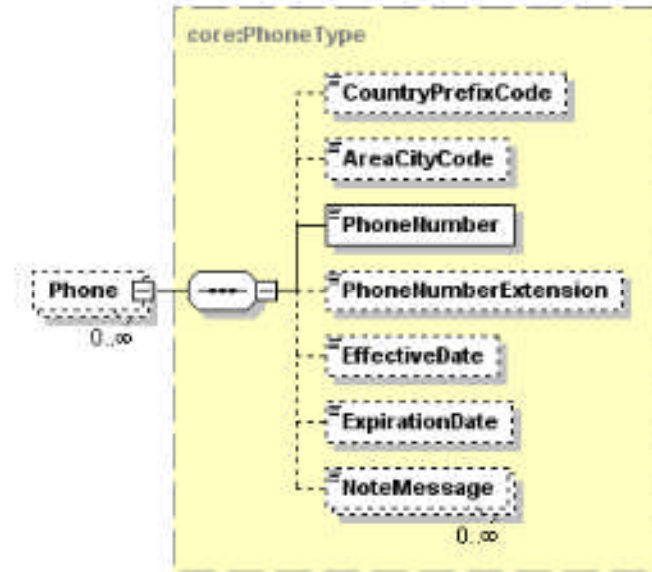 core:PhoneType
CountryPrefixCode
AreaCityCode
PhoneNumber
Phone
0..∞
PhoneNumberExtension
EffectiveDate
ExpirationDate
NoteMessage
0..∞